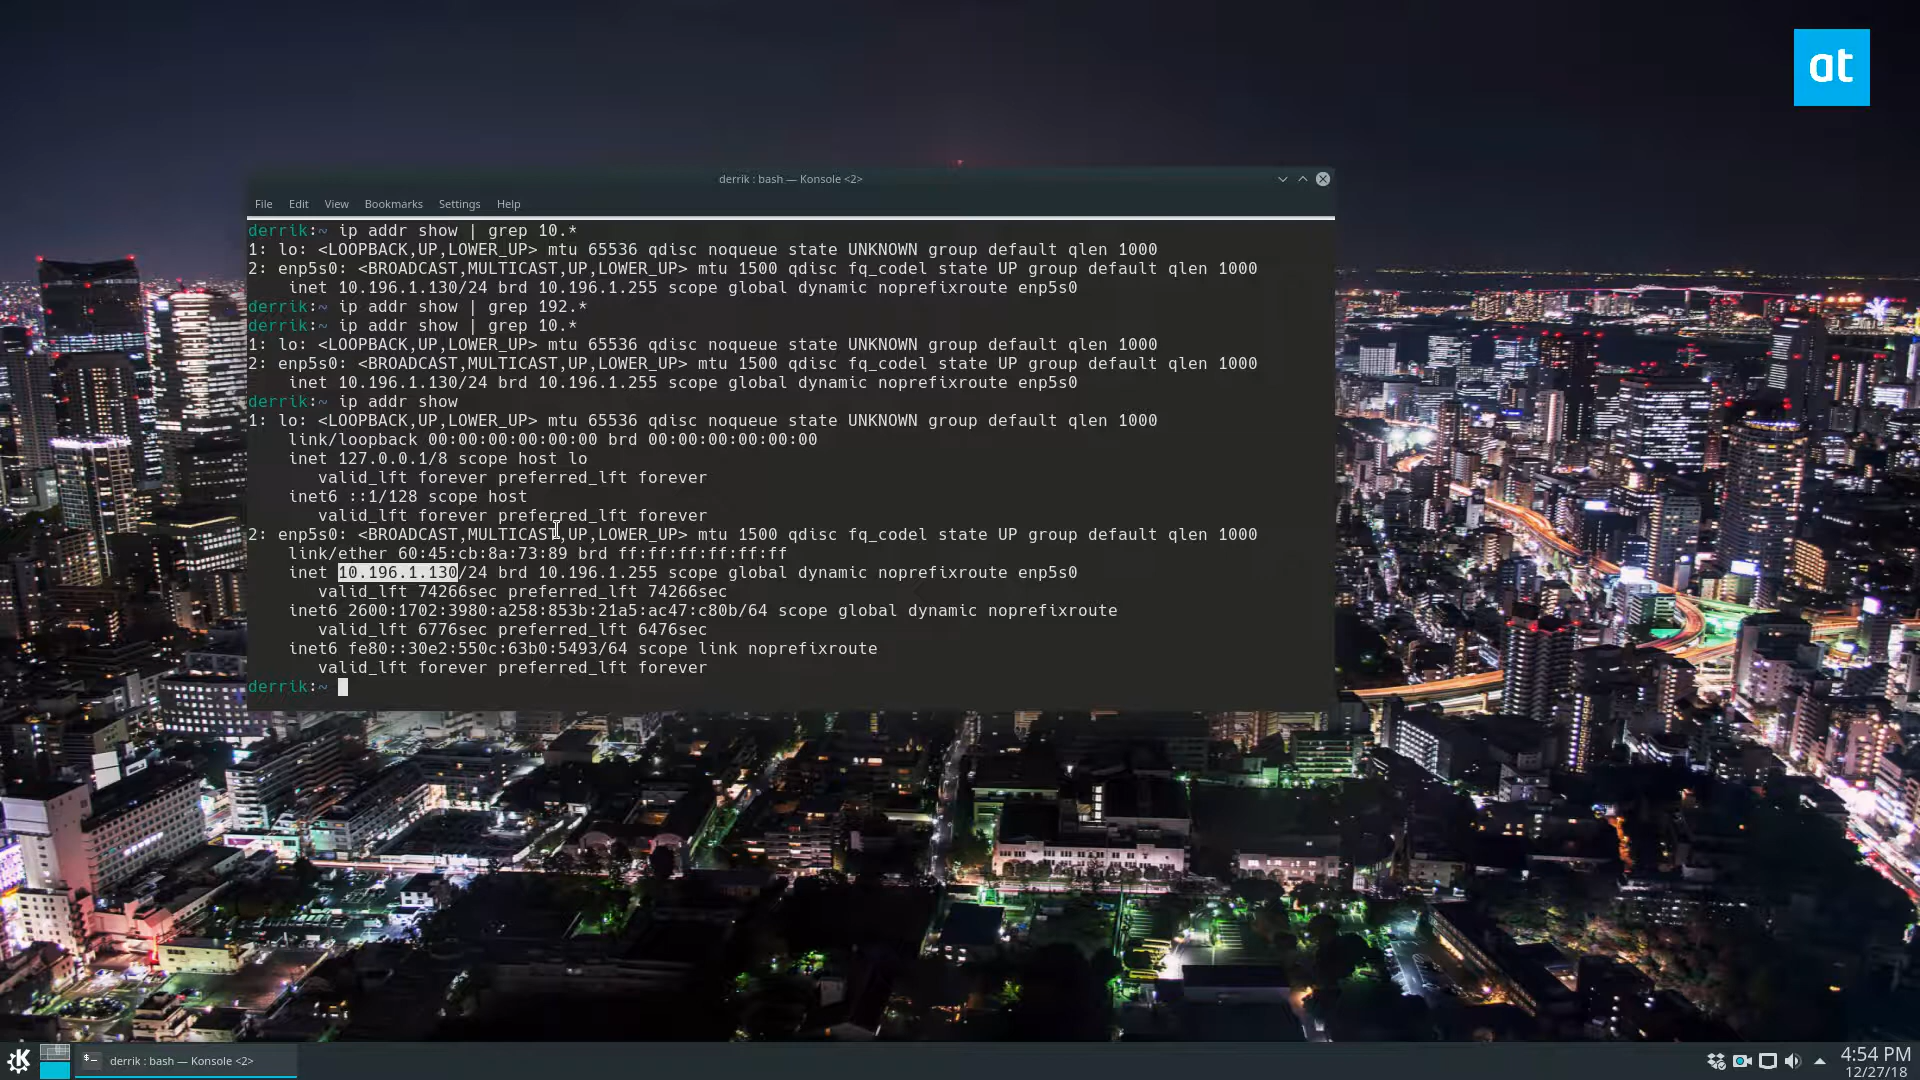 at
derrik : bash — Konsole <2>
File Edit View Bookmarks Settings Help
derrik:~ ip addr show | grep 10.*
1: lo: <LOOPBACK,UP,LOWER_UP> mtu 65536 qdisc noqueue state UNKNOWN group default qlen 1000
2: enp5s0: <BROADCAST,MULTICAST,UP,LOWER_UP> mtu 1500 qdisc fq_codel state UP group default qlen 1000
inet 10.196.1.130/24 brd 10.196.1.255 scope global dynamic noprefixroute enp5s0
derrik:~ ip addr show | grep 192.*
derrik:~ ip addr show | grep 10.*
1: lo: <LOOPBACK,UP,LOWER_UP> mtu 65536 qdisc noqueue state UNKNOWN group default qlen 1000
2: enp5s0: <BROADCAST,MULTICAST,UP,LOWER_UP> mtu 1500 qdisc fq_codel state UP group default qlen 1000
inet 10.196.1.130/24 brd 10.196.1.255 scope global dynamic noprefixroute enp5s0
derrik:~ ip addr show
1: lo: <LOOPBACK,UP,LOWER_UP> mtu 65536 qdisc noqueue state UNKNOWN group default qlen 1000
link/loopback 00:00:00:00:00:00 brd 00:00:00:00:00:00
inet 127.0.0.1/8 scope host lo
valid_lft forever preferred_lft forever
inet6 ::1/128 scope host
valid_lft forever preferred_lft forever
2: enp5s0: <BROADCAST,MULTICAST,UP,LOWER_UP> mtu 1500 qdisc fq_codel state UP group default qlen 1000
link/ether 60:45:cb:8a:73:89 brd ff:ff:ff:ff:ff:ff
inet 10.196.1.130/24 brd 10.196.1.255 scope global dynamic noprefixroute enp5s0
valid_lft 74266sec preferred_lft 74266sec
inet6 2600:1702:3980:a258:853b:21a5:ac47:c80b/64 scope global dynamic noprefixroute
valid_lft 6776sec preferred_lft 6476sec
inet6 fe80::30e2:550c:63b0:5493/64 scope link noprefixroute
valid_lft forever preferred_lft forever
derrik:~
derrik : bash — Konsole <2>
4:54 PM
12/27/18